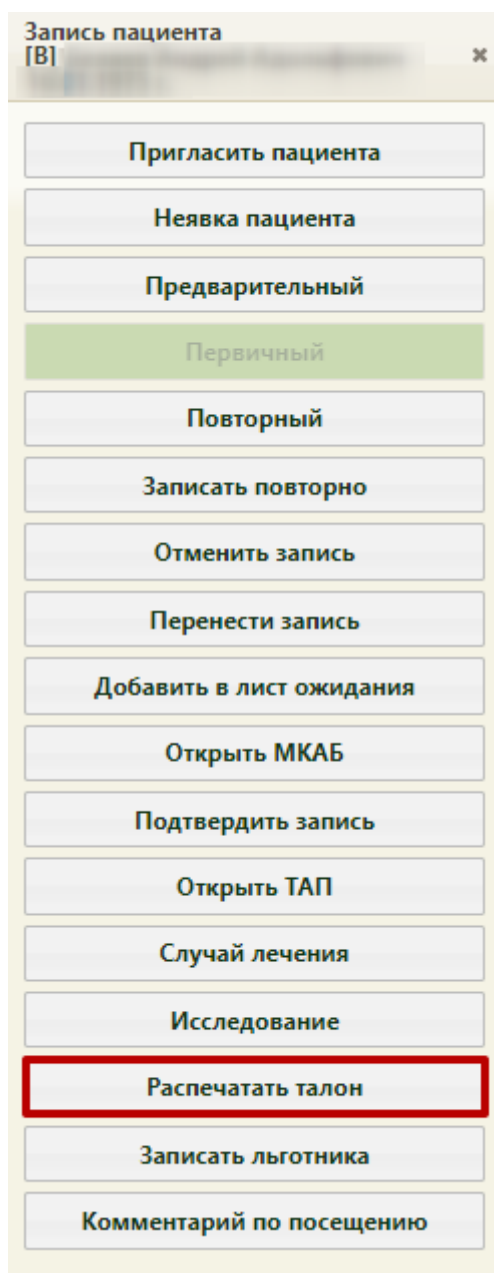 Запись пациента
[В]
Пригласить пациента
Неявка пациента
Предварительный
Первичный
Повторный
Записать повторно
Отменить запись
Перенести запись
Добавить в лист ожидания
Открыть МКАБ
Подтвердить запись
Открыть ТАП
Случай лечения
Исследование
Распечатать талон
Записать льготника
Комментарий по посещению